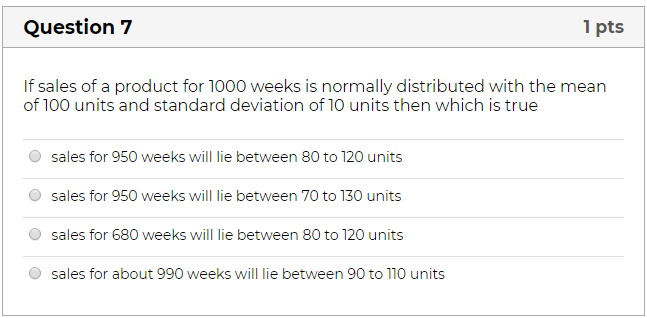 Question 7
1 pts
If sales of a product for 1000 weeks is normally distributed with the mean
of 100 units and standard deviation of 10 units then which is true
sales for 950 weeks will lie between 80 to 120 units
sales for 950 weeks will lie between 70 to 130 units
sales for 680 weeks will lie between 80 to 120 units
sales for about 990 weeks will lie between 90 to 110 units